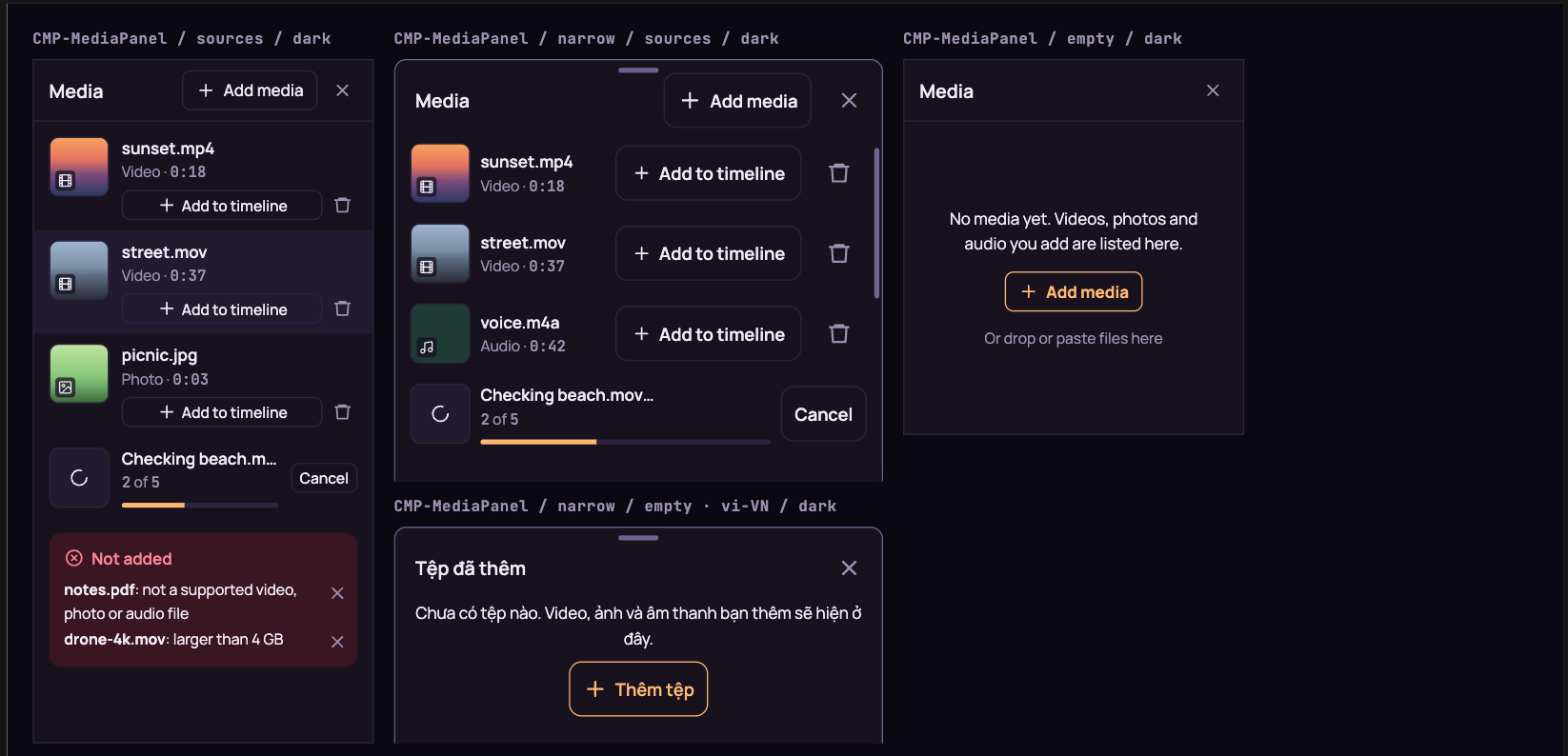 CMP-MediaPanel / sources / dark
Media
+ Add media
sunset.mp4
Video · 0:18
+ Add to timeline
street.mov
Video · 0:37
+ Add to timeline
picnic.jpg
Photo · 0:03
+ Add to timeline
Checking beach.m…
2 of 5
Cancel
Not added
notes.pdf: not a supported video,
photo or audio file
drone-4k.mov: larger than 4 GB
CMP-MediaPanel / narrow / sources / dark
Media
+ Add media
sunset.mp4
Video · 0:18
+ Add to timeline
street.mov
Video · 0:37
+ Add to timeline
voice.m4a
Audio · 0:42
+ Add to timeline
Checking beach.mov…
2 of 5
Cancel
CMP-MediaPanel / narrow / empty · vi-VN / dark
Tệp đã thêm
Chưa có tệp nào. Video, ảnh và âm thanh bạn thêm sẽ hiện ở
đây.
+ Thêm tệp
CMP-MediaPanel / empty / dark
Media
No media yet. Videos, photos and
audio you add are listed here.
+ Add media
Or drop or paste files here